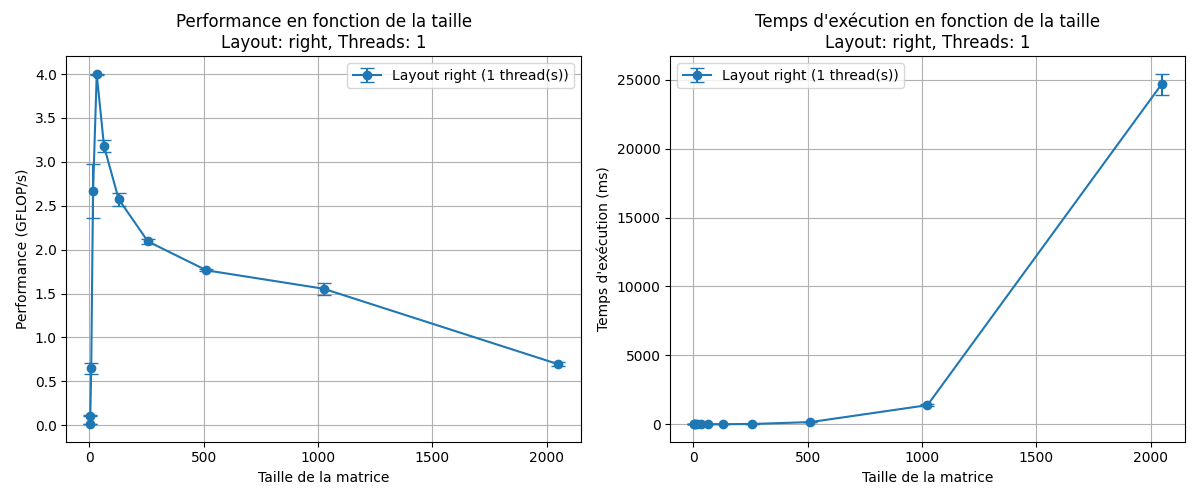 Performance en fonction de la taille
Layout: right, Threads: 1
Layout right (1 thread(s))
Performance (GFLOP/s)
4.0
3.5
3.0
2.5
2.0
1.5
1.0
0.5
0.0
0
500
1000
1500
2000
Taille de la matrice
Temps d'exécution en fonction de la taille
Layout: right, Threads: 1
Layout right (1 thread(s))
Temps d'exécution (ms)
25000
20000
15000
10000
5000
0
0
500
1000
1500
2000
Taille de la matrice